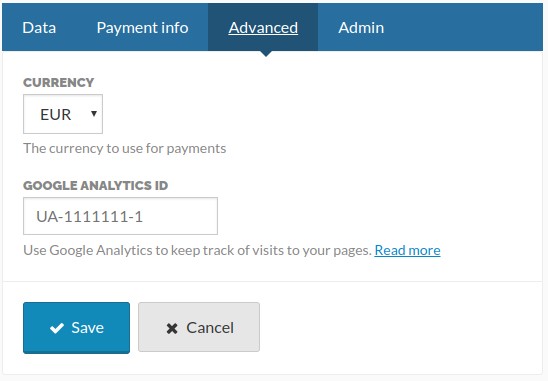 Data Payment info Advanced Admin
CURRENCY
EUR
The currency to use for payments
GOOGLE ANALYTICS ID
UA-1111111-1
Use Google Analytics to keep track of visits to your pages. Read more
Save Cancel